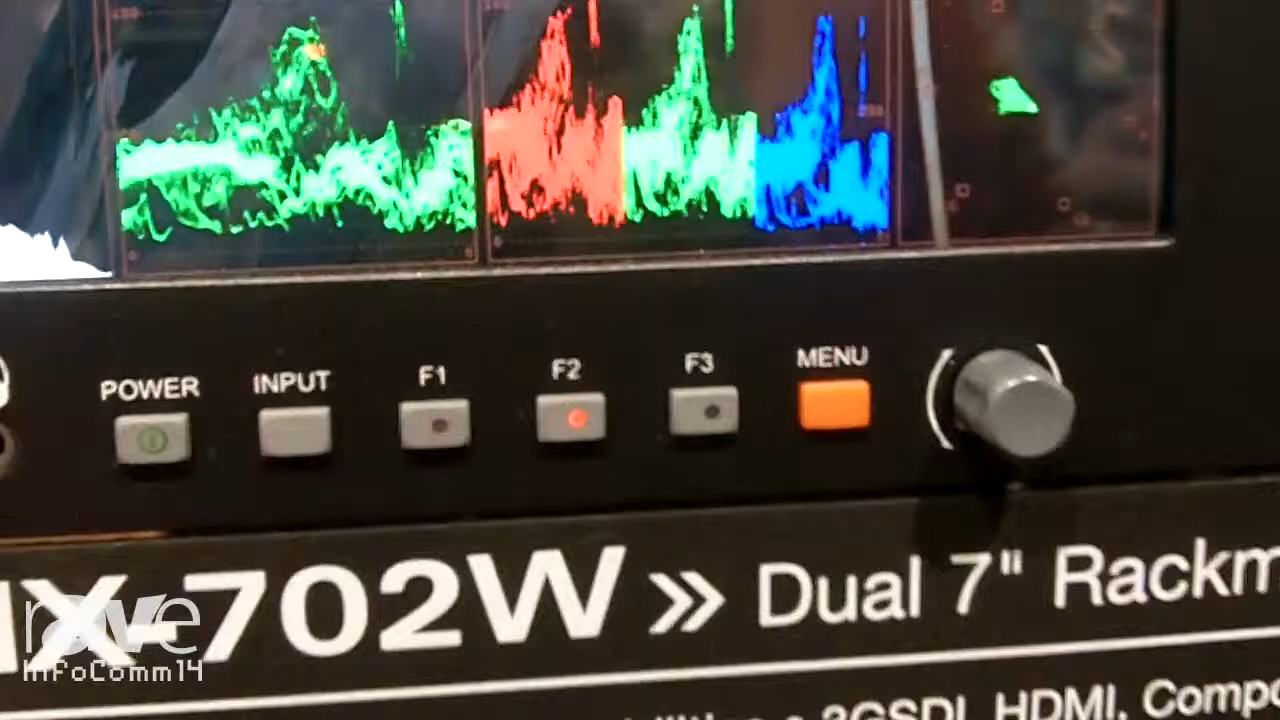 POWER INPUT F1 F2 F3 MENU
X-702W >> Dual 7" Rackm
rAVe
InfoComm14
3GSDI, HDMI, Compo